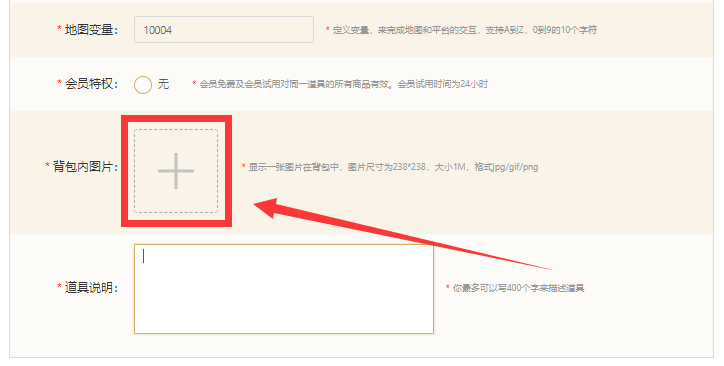 * 地图变量： 10004 * 定义变量，来完成地图和平台的交互，支持A到Z，0到9的10个字符
* 会员特权： 无 * 会员免费及会员试用对同一道具的所有商品有效。会员试用时间为24小时
* 背包内图片： * 显示一张图片在背包中，图片尺寸为238*238，大小1M，格式jpg/gif/png
* 道具说明： * 你最多可以写400个字来描述道具